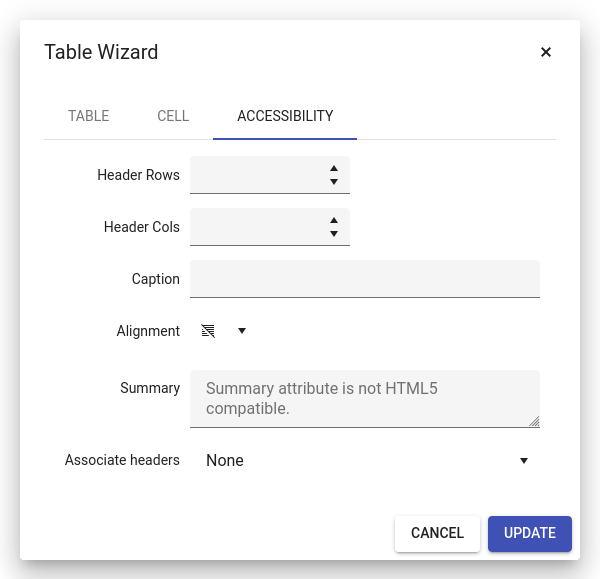 Table Wizard
TABLE CELL ACCESSIBILITY
Header Rows
Header Cols
Caption
Alignment
Summary Summary attribute is not HTML5
compatible.
Associate headers None
CANCEL UPDATE